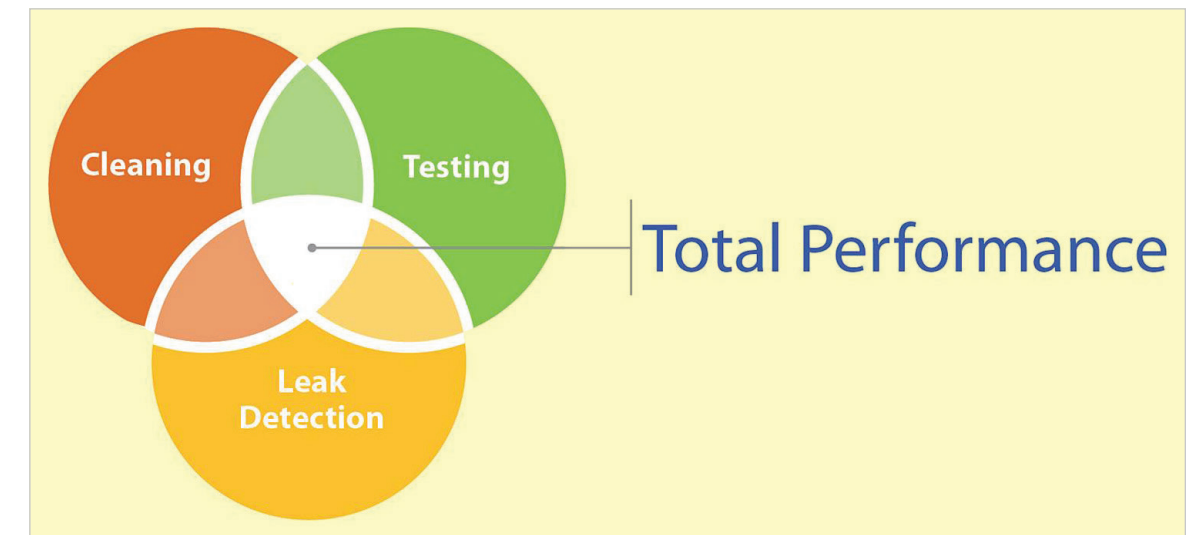 Cleaning
Testing
Total Performance
Leak
Detection